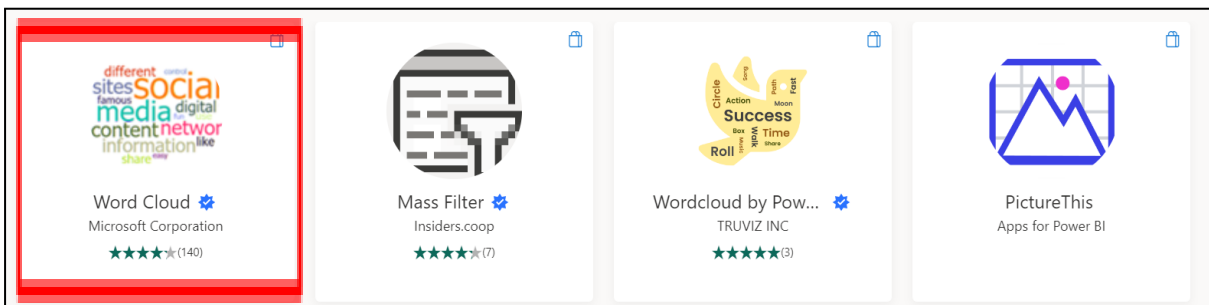 different control
sites social
famous
media digital
fun
content networ
information like
share easy
Word Cloud
Microsoft Corporation
(140)
Mass Filter
Insiders.coop
(7)
Circle
Song
Path
Fast
Action
Moon
Success
Box
Music
Walk
Time
Share
Roll
Wordcloud by Pow...
TRUVIZ INC
(3)
PictureThis
Apps for Power BI